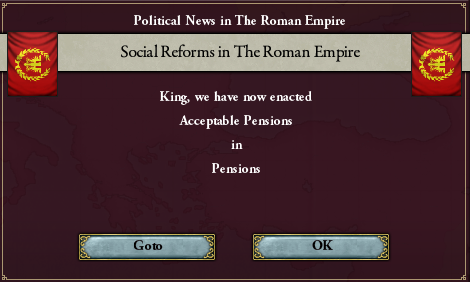 Political News in The Roman Empire
Social Reforms in The Roman Empire
King, we have now enacted
Acceptable Pensions
in
Pensions
Goto
OK